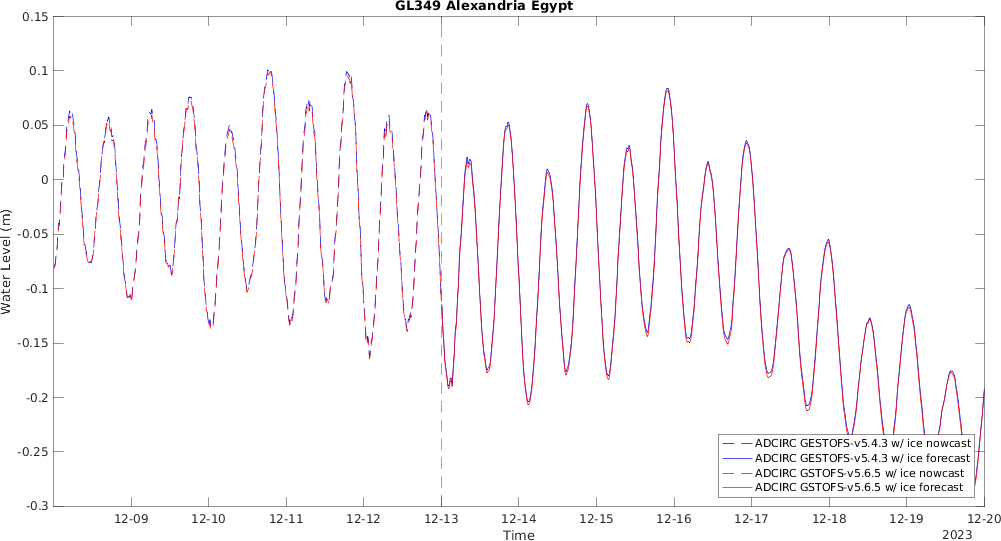 GL349 Alexandria Egypt
0.15
0.1
0.05
0
-0.05
-0.1
-0.15
-0.2
-0.25
-0.3
Water Level (m)
ADCIRC GESTOFS-v5.4.3 w/ ice nowcast
ADCIRC GESTOFS-v5.4.3 w/ ice forecast
ADCIRC GSTOFS-v5.6.5 w/ ice nowcast
ADCIRC GSTOFS-v5.6.5 w/ ice forecast
12-09 12-10 12-11 12-12 12-13 12-14 12-15 12-16 12-17 12-18 12-19 12-20
Time
2023